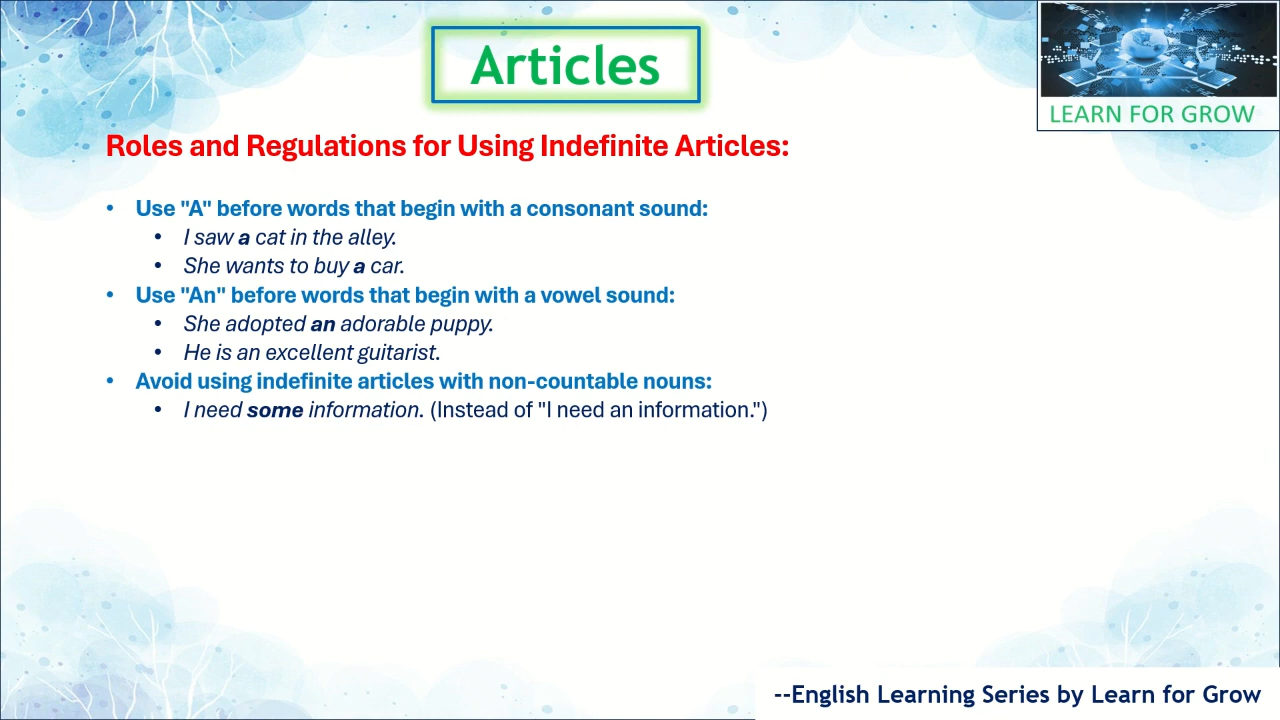 Articles
LEARN FOR GROW
Roles and Regulations for Using Indefinite Articles:
• Use "A" before words that begin with a consonant sound:
• I saw a cat in the alley.
• She wants to buy a car.
• Use "An" before words that begin with a vowel sound:
• She adopted an adorable puppy.
• He is an excellent guitarist.
• Avoid using indefinite articles with non-countable nouns:
• I need some information. (Instead of "I need an information.")
--English Learning Series by Learn for Grow